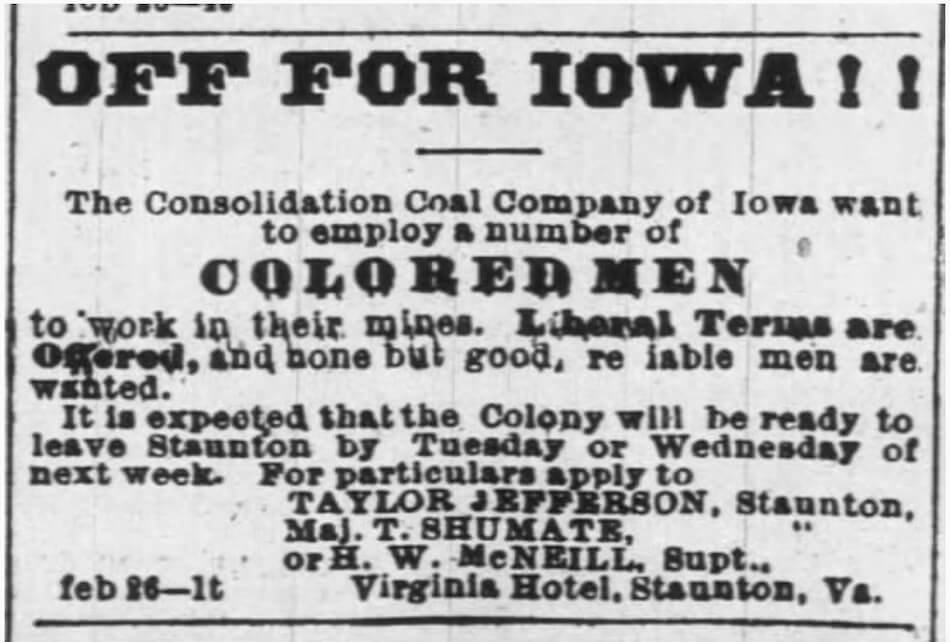 OFF FOR IOWA!!
The Consolidation Coal Company of Iowa want
to employ a number of
COLORED MEN
to work in their mines. Liberal Terms are
Offered, and none but good, re iable men are
wanted.
It is expected that the Colony will be ready to
leave Staunton by Tuesday or Wednesday of
next week. For particulars apply to
TAYLOR JEFFERSON, Staunton,
Maj. T. SHUMATE, "
or H. W. McNEILL, Supt.,
Virginia Hotel, Staunton, Va.
feb 26—1t